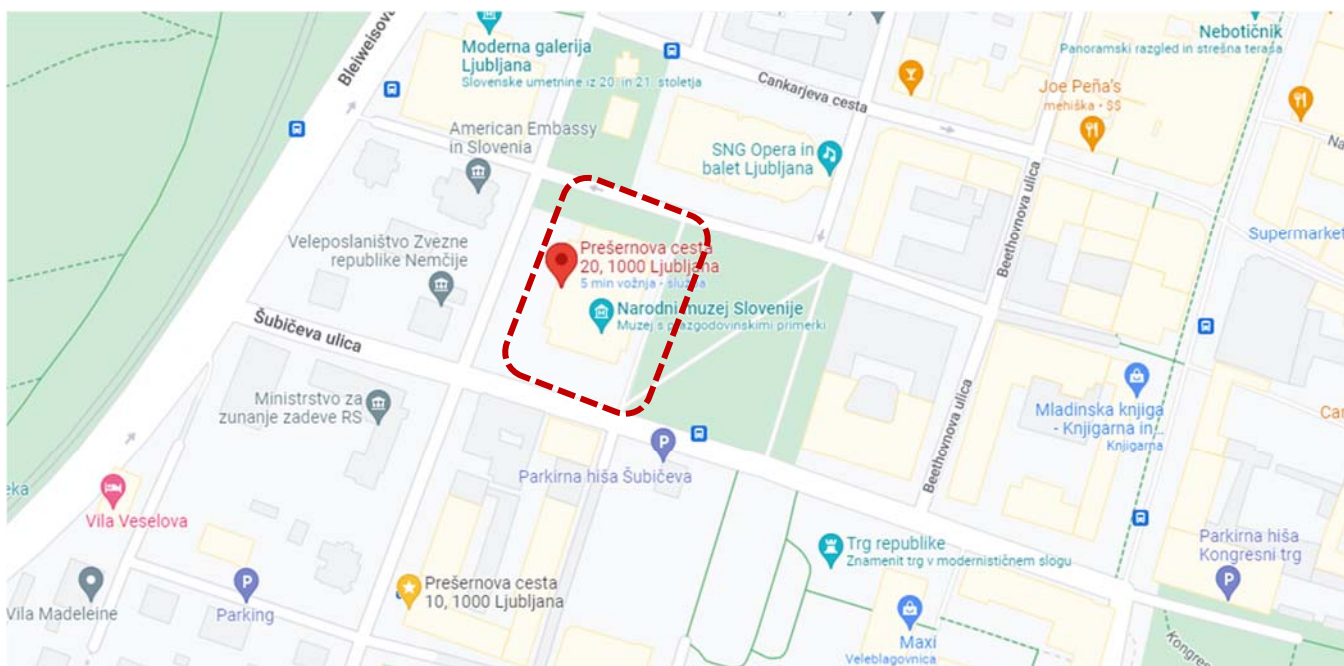 Bleiweisova
Moderna galerija
Ljubljana
Slovenske umetnine iz 20. in 21. stoletja
Nebotičnik
Panoramski razgled in strešna terasa
Cankarjeva cesta
Joe Peña's
mehiška · $$
American Embassy
in Slovenia
SNG Opera in
balet Ljubljana
Na
Beethovnova ulica
Veleposlaništvo Zvezne
republike Nemčije
Prešernova cesta
20, 1000 Ljubljana
5 min vožnja - služba
Supermarket
Narodni muzej Slovenije
Muzej s prazgodovinskimi primerki
Šubičeva ulica
Ministrstvo za
zunanje zadeve RS
Beethovnova ulica
Mladinska knjiga
- Knjigarna in...
Knjigarna
Car
P
Parkirna hiša Šubičeva
eka
Vila Veselova
Trg republike
Znamenit trg v modernističnem slogu
Parkirna hiša
Kongresni trg
P
Prešernova cesta
10, 1000 Ljubljana
Vila Madeleine
P
Parking
Maxi
Veleblagovnica
Kongres